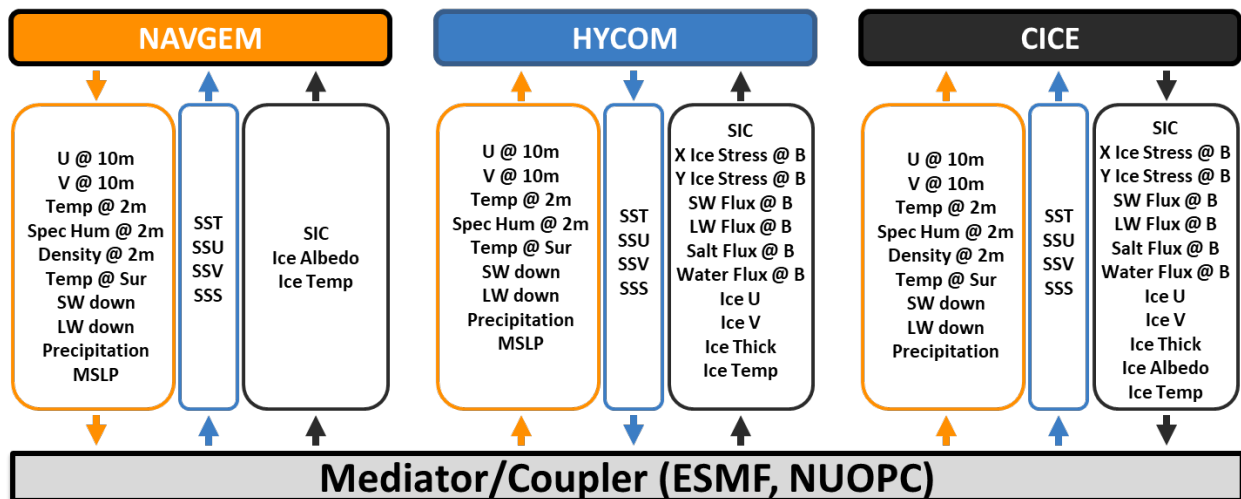 NAVGEM
U @ 10m
V @ 10m
Temp @ 2m
Spec Hum @ 2m
Density @ 2m
Temp @ Sur
SW down
LW down
Precipitation
MSLP
SST
SSU
SSV
SSS
SIC
Ice Albedo
Ice Temp
HYCOM
U @ 10m
V @ 10m
Temp @ 2m
Spec Hum @ 2m
Temp @ Sur
SW down
LW down
Precipitation
MSLP
SST
SSU
SSV
SSS
SIC
X Ice Stress @ B
Y Ice Stress @ B
SW Flux @ B
LW Flux @ B
Salt Flux @ B
Water Flux @ B
Ice U
Ice V
Ice Thick
Ice Temp
CICE
U @ 10m
V @ 10m
Temp @ 2m
Spec Hum @ 2m
Density @ 2m
Temp @ Sur
SW down
LW down
Precipitation
SST
SSU
SSV
SSS
SIC
X Ice Stress @ B
Y Ice Stress @ B
SW Flux @ B
LW Flux @ B
Salt Flux @ B
Water Flux @ B
Ice U
Ice V
Ice Thick
Ice Albedo
Ice Temp
Mediator/Coupler (ESMF, NUOPC)